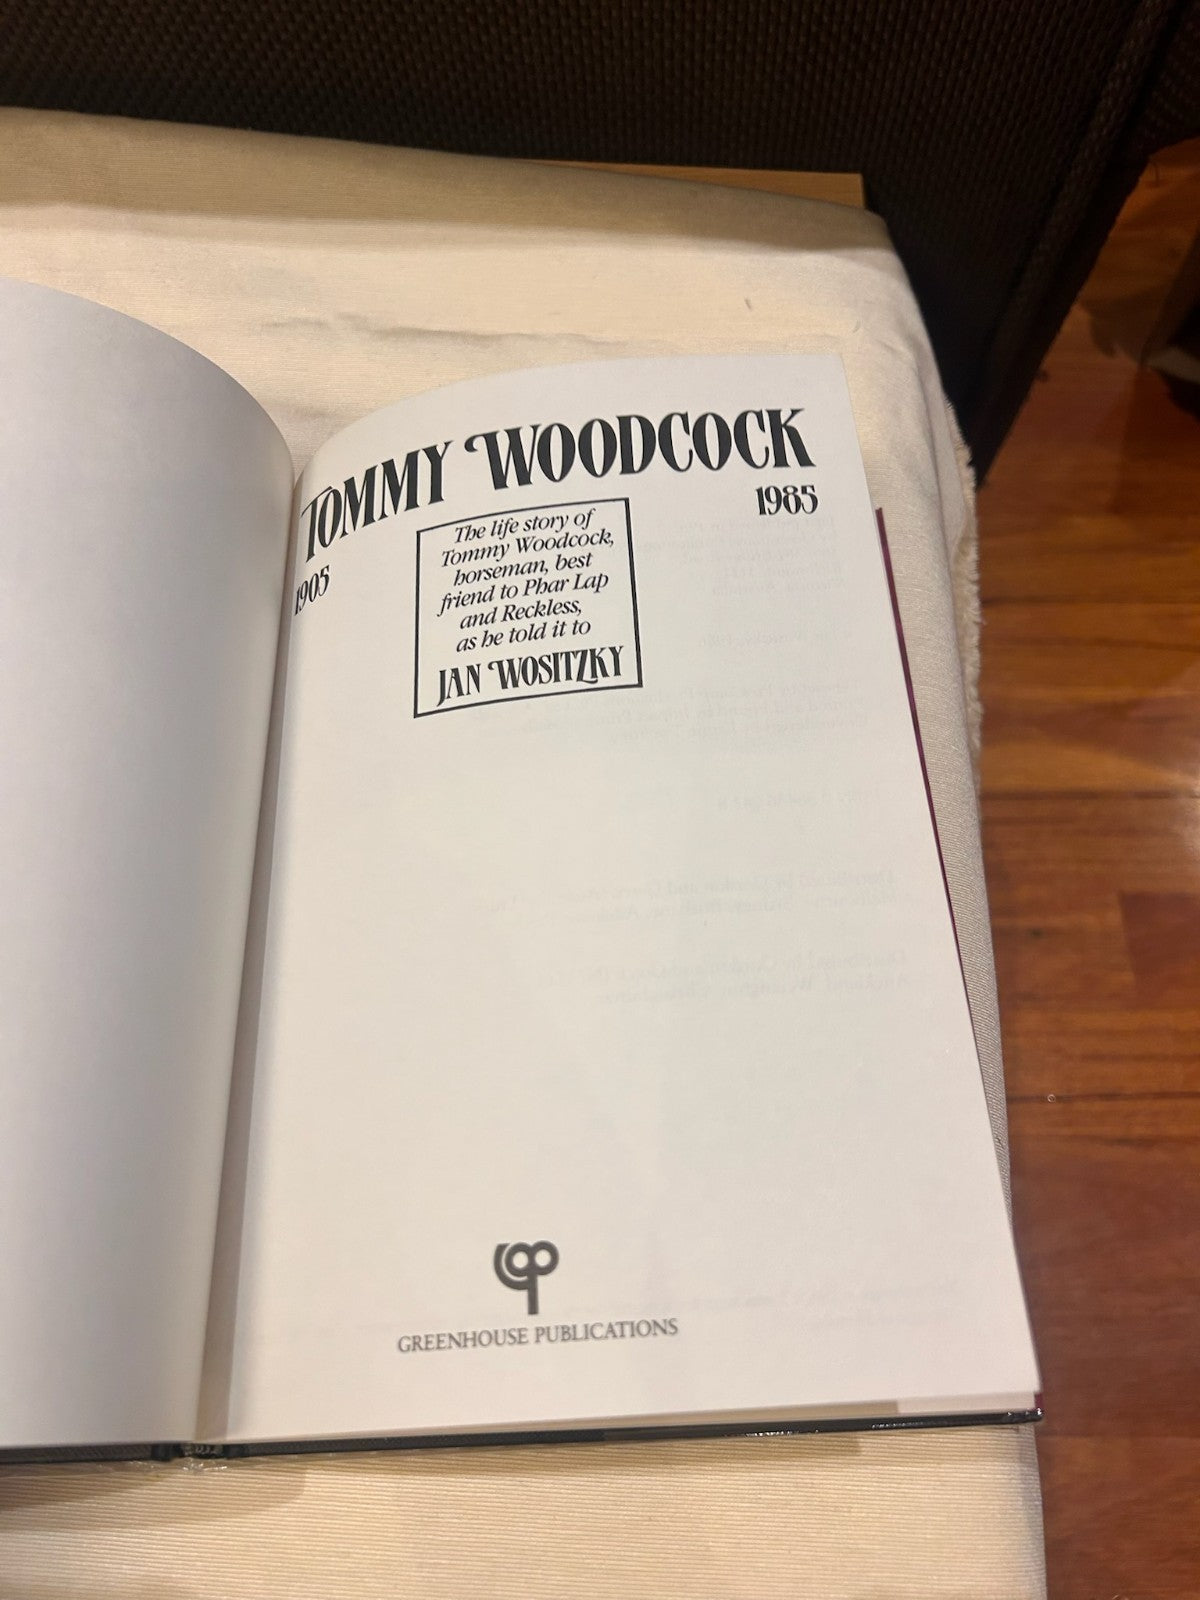 TOMMY WOODCOCK
1905
1985
The life story of
Tommy Woodcock,
horseman, best
friend to Phar Lap
and Reckless,
as he told it to
JAN WOSITZKY
GREENHOUSE PUBLICATIONS